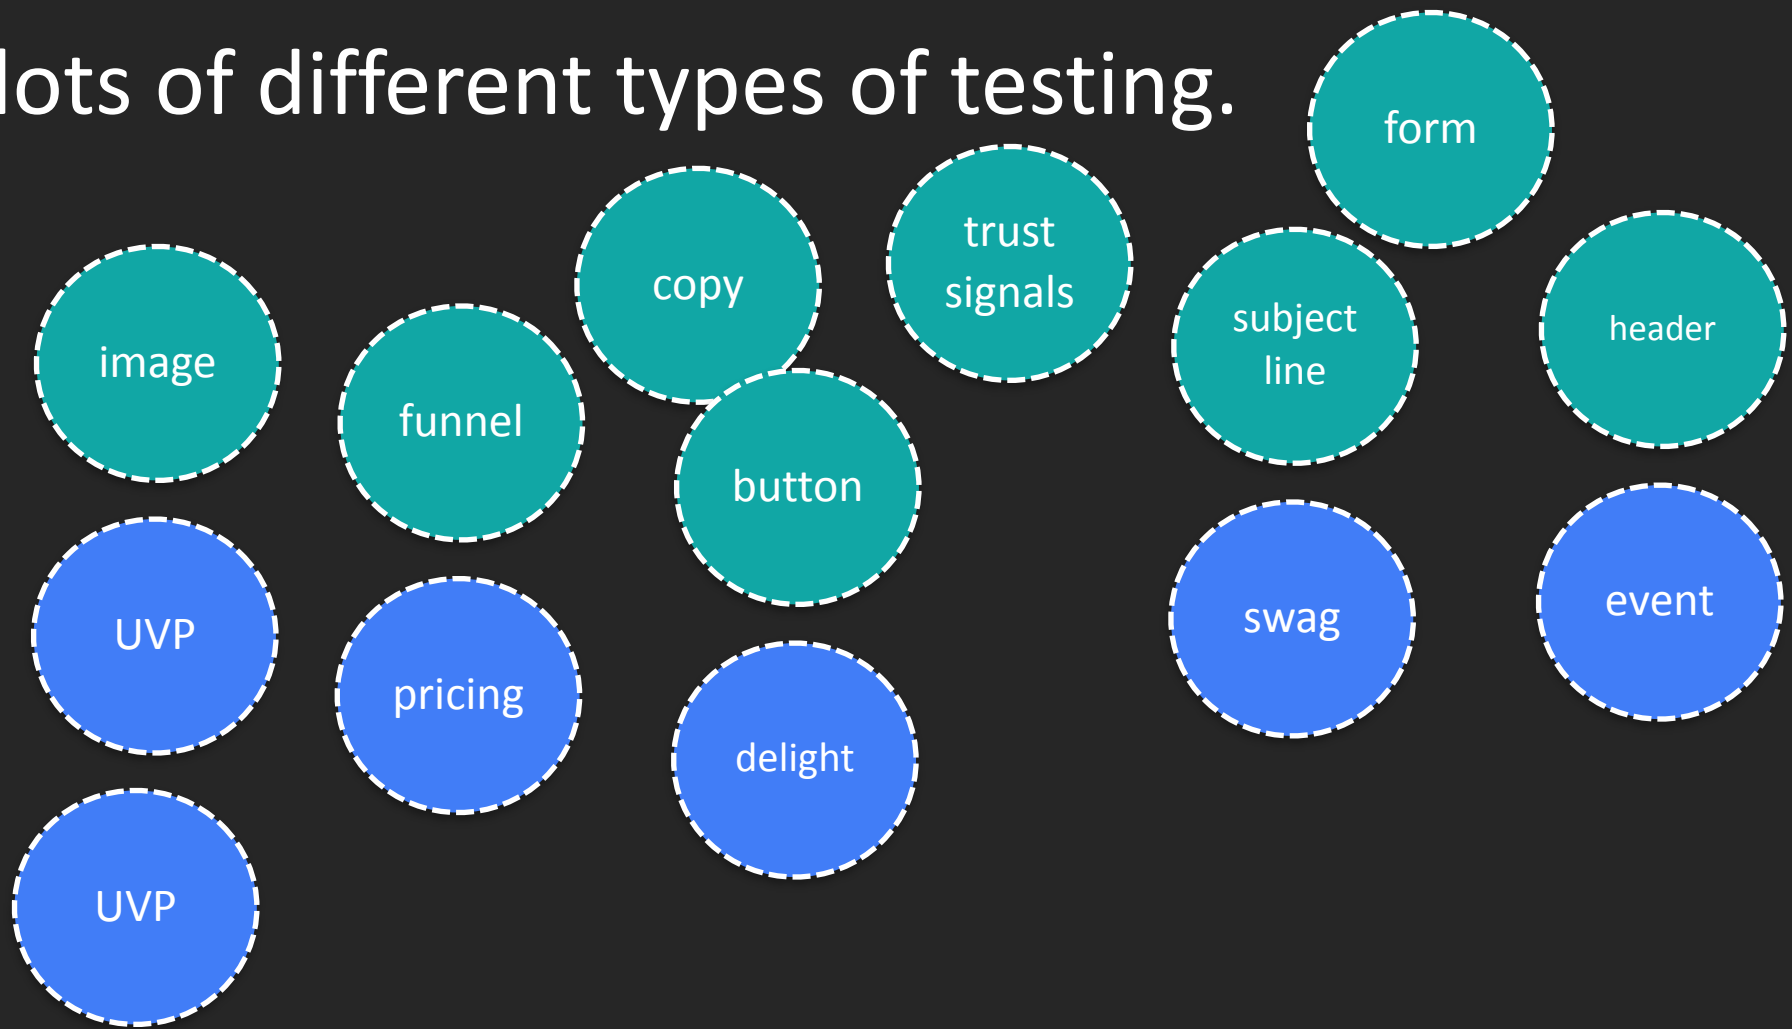 lots of different types of testing.
form
copy
trust
signals
image
funnel
button
subject
line
header
UVP
pricing
delight
swag
event
UVP